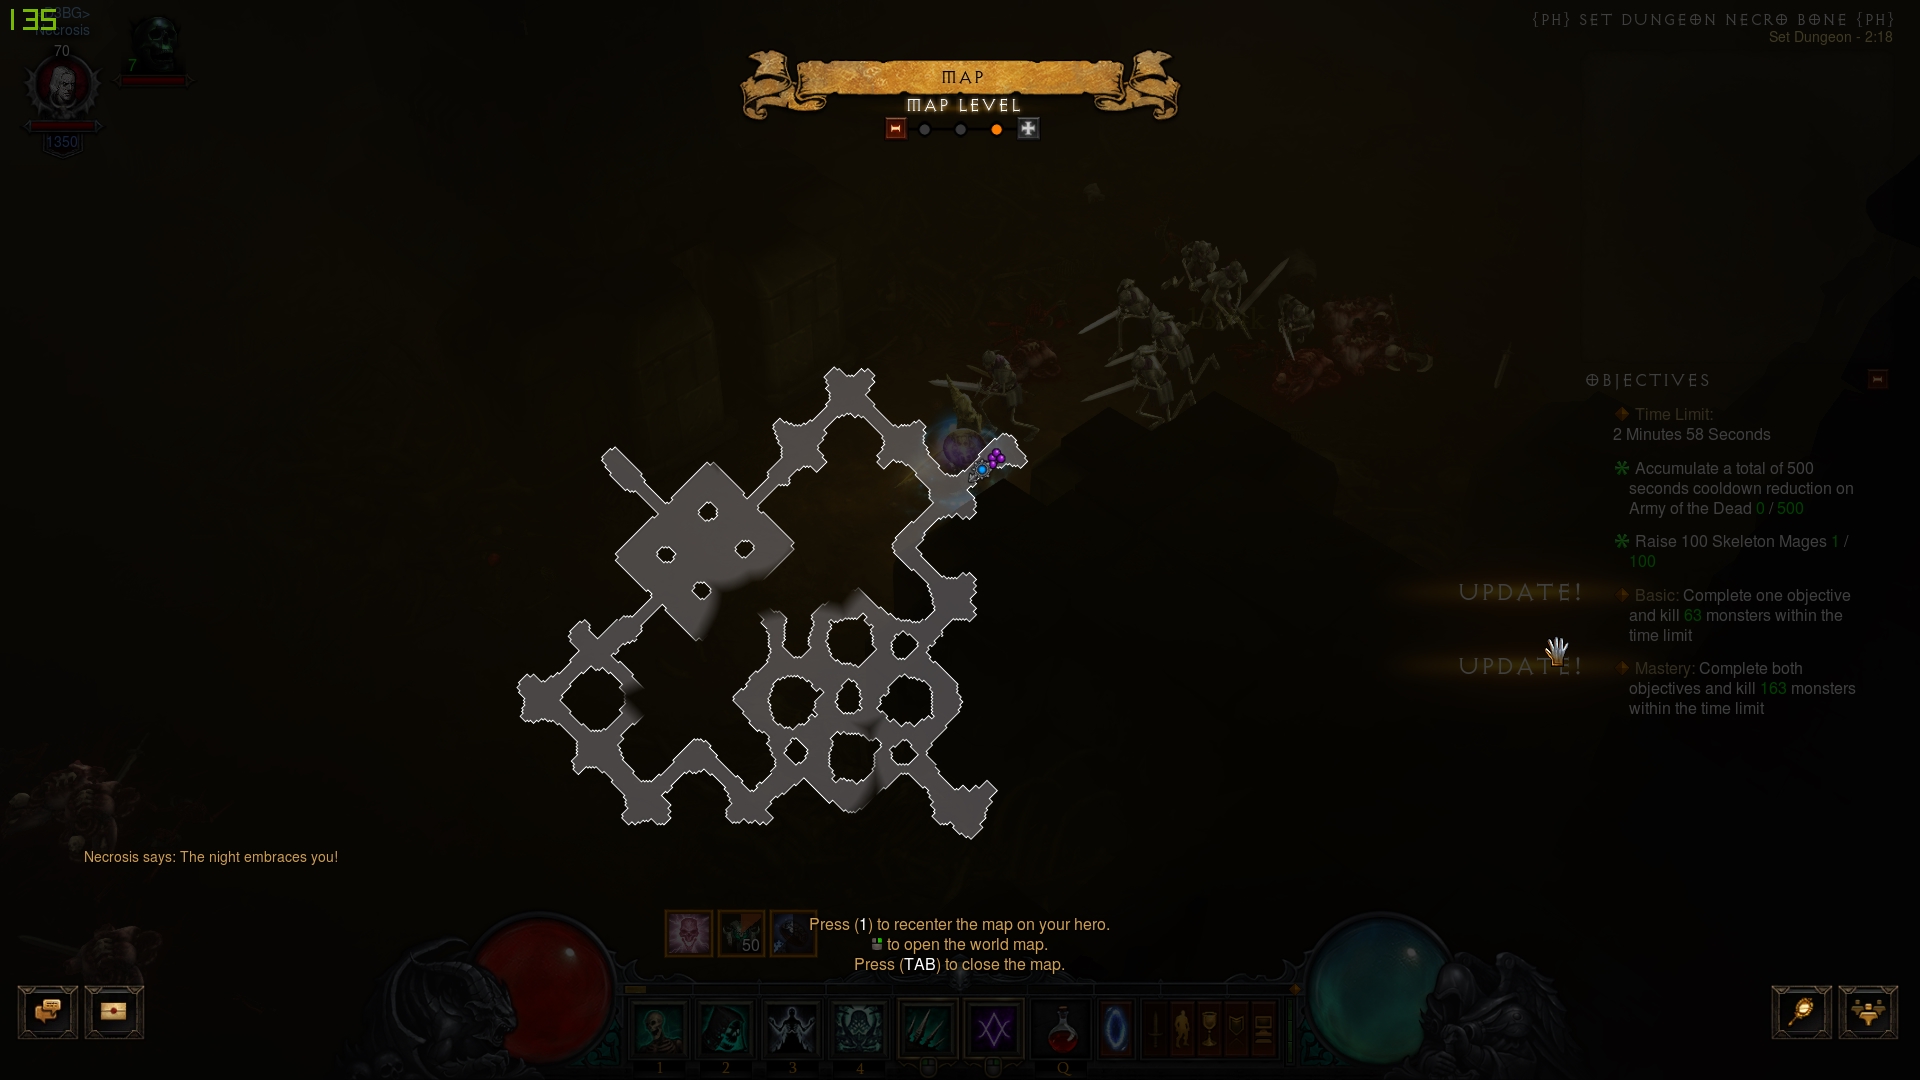 135
D3BG>
Necrosis
70
7
1350
{PH} SET DUNGEON NECRO BONE {PH}
Set Dungeon - 2:18
MAP
MAP LEVEL
OBJECTIVES
Time Limit:
2 Minutes 58 Seconds
Accumulate a total of 500
seconds cooldown reduction on
Army of the Dead 0 / 500
Raise 100 Skeleton Mages 1 /
100
UPDATE!
Basic: Complete one objective
and kill 63 monsters within the
time limit
UPDATE!
Mastery: Complete both
objectives and kill 163 monsters
within the time limit
Necrosis says: The night embraces you!
50
Press (1) to recenter the map on your hero.
to open the world map.
Press (TAB) to close the map.
1 2 3 4 Q